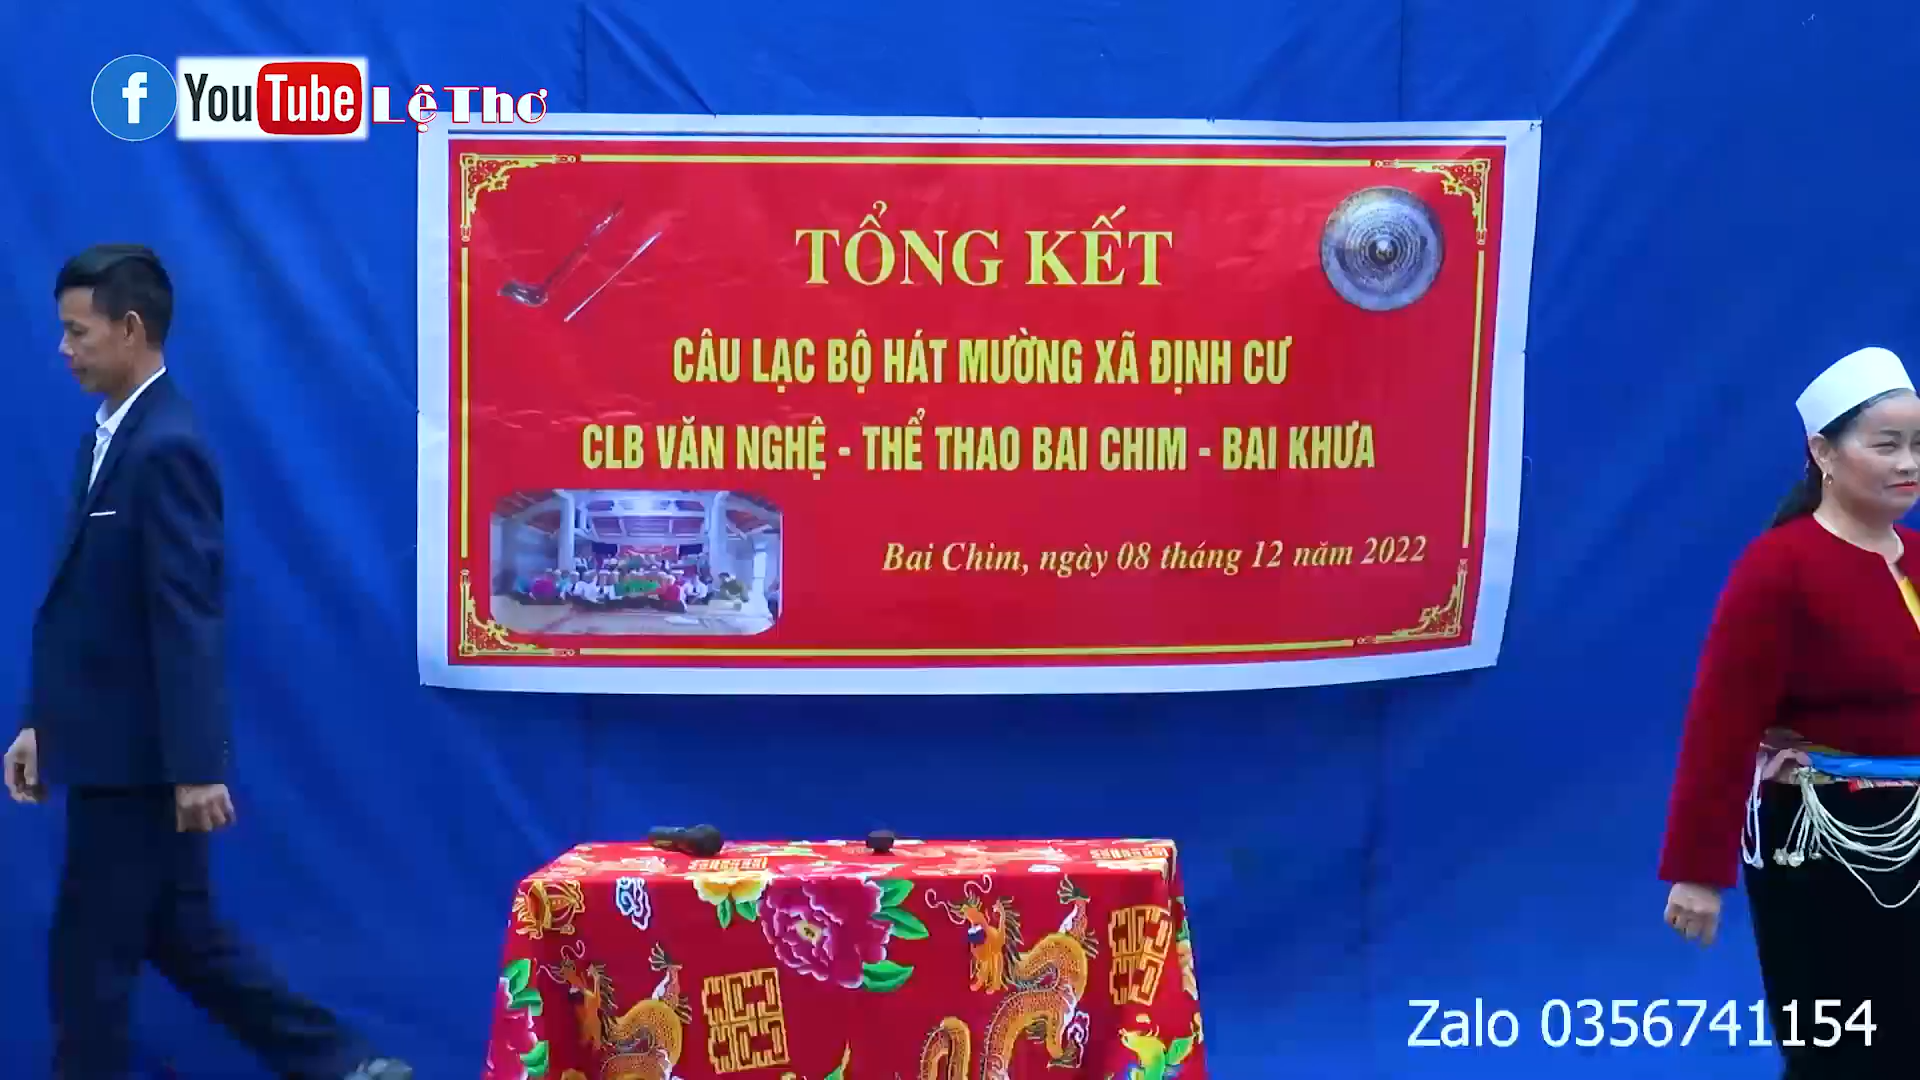 f YouTube Lệ Thơ
TỔNG KẾT
CÂU LẠC BỘ HÁT MƯỜNG XÃ ĐỊNH CƯ
CLB VĂN NGHỆ - THỂ THAO BAI CHIM - BAI KHƯA
Bai Chim, ngày 08 tháng 12 năm 2022
Zalo 0356741154